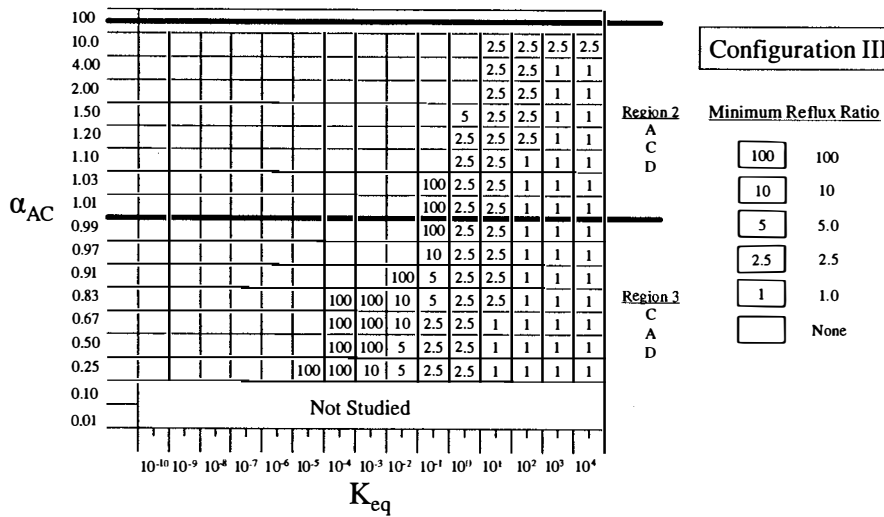 Configuration III
100
10.0 2.5 2.5 2.5 2.5
4.00 2.5 2.5 1 1
2.00 2.5 2.5 1 1
1.50 5 2.5 2.5 1 1
1.20 2.5 2.5 2.5 1 1
1.10 2.5 2.5 1 1 1
1.03 100 2.5 2.5 1 1 1
1.01 100 2.5 2.5 1 1 1
0.99 100 2.5 2.5 1 1 1
0.97 10 2.5 2.5 1 1 1
0.91 100 5 2.5 2.5 1 1 1
0.83 100 100 10 5 2.5 2.5 1 1 1
0.67 100 100 10 2.5 2.5 1 1 1 1
0.50 100 100 5 2.5 2.5 1 1 1 1
0.25 100 100 10 5 2.5 2.5 1 1 1 1
0.10
0.01
Not Studied
α_AC
10⁻¹⁰ 10⁻⁹ 10⁻⁸ 10⁻⁷ 10⁻⁶ 10⁻⁵ 10⁻⁴ 10⁻³ 10⁻² 10⁻¹ 10⁰ 10¹ 10² 10³ 10⁴
K_eq
Region 2
A
C
D
Region 3
C
A
D
Minimum Reflux Ratio
100 100
10 10
5 5.0
2.5 2.5
1 1.0
None